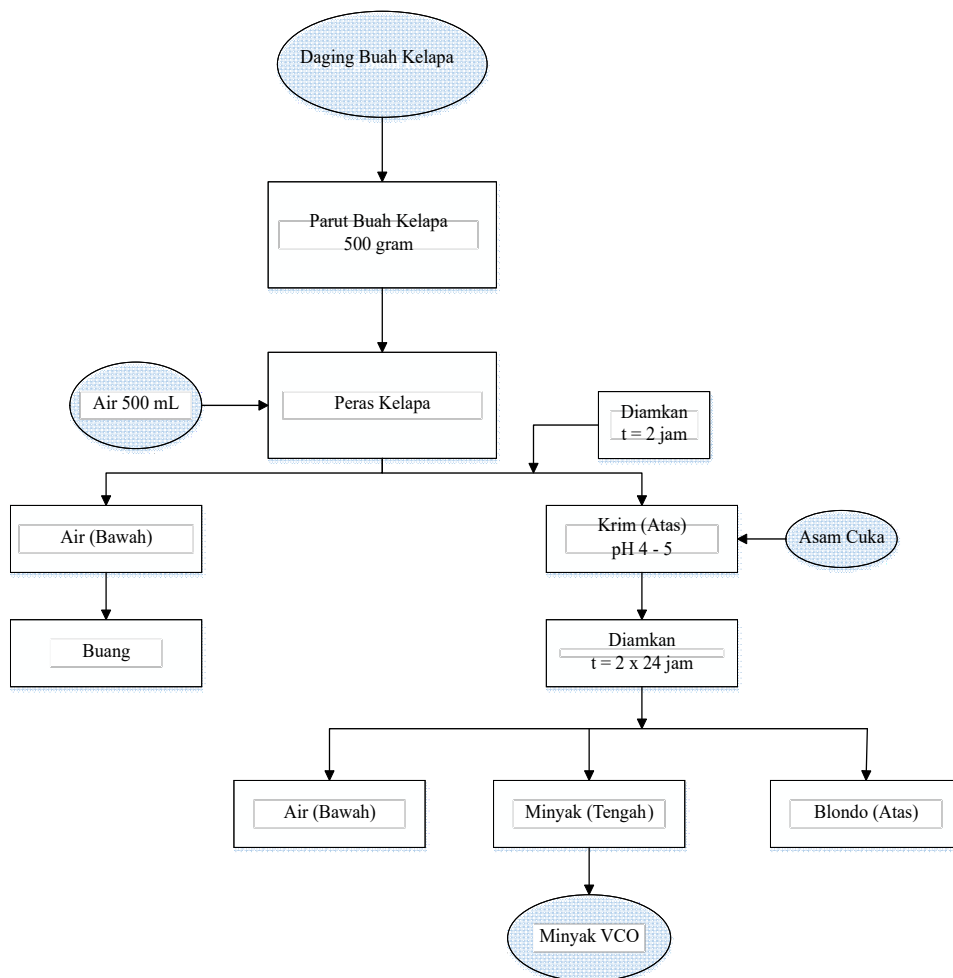 Daging Buah Kelapa
Parut Buah Kelapa
500 gram
Air 500 mL
Peras Kelapa
Diamkan
t = 2 jam
Air (Bawah)
Krim (Atas)
pH 4 - 5
Asam Cuka
Buang
Diamkan
t = 2 x 24 jam
Air (Bawah)
Minyak (Tengah)
Blondo (Atas)
Minyak VCO